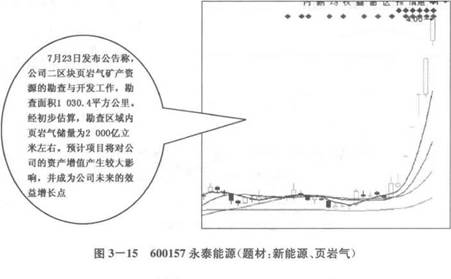 7月23日发布公告称，
公司二区块页岩气矿产资
源的勘查与开发工作，勘
查面积1 030.4平方公里。
经初步估算，勘查区域内
页岩气储量为2 000亿立
米左右。预计项目将对公
司的资产增值产生较大影
响，并成为公司未来的效
益增长点
4.00
图3－15 600157 永泰能源(题材:新能源、页岩气)